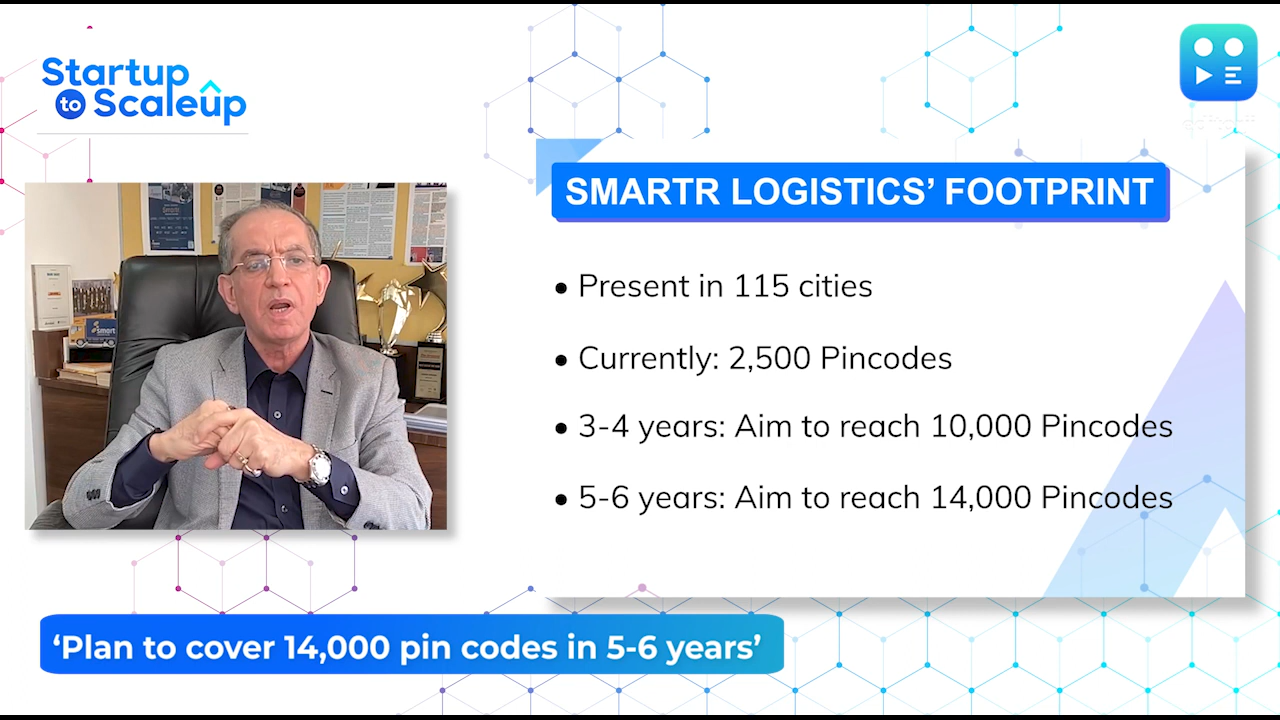 Startup
to Scaleup
SMARTR LOGISTICS’ FOOTPRINT
• Present in 115 cities
• Currently: 2,500 Pincodes
• 3-4 years: Aim to reach 10,000 Pincodes
• 5-6 years: Aim to reach 14,000 Pincodes
smart
‘Plan to cover 14,000 pin codes in 5-6 years’